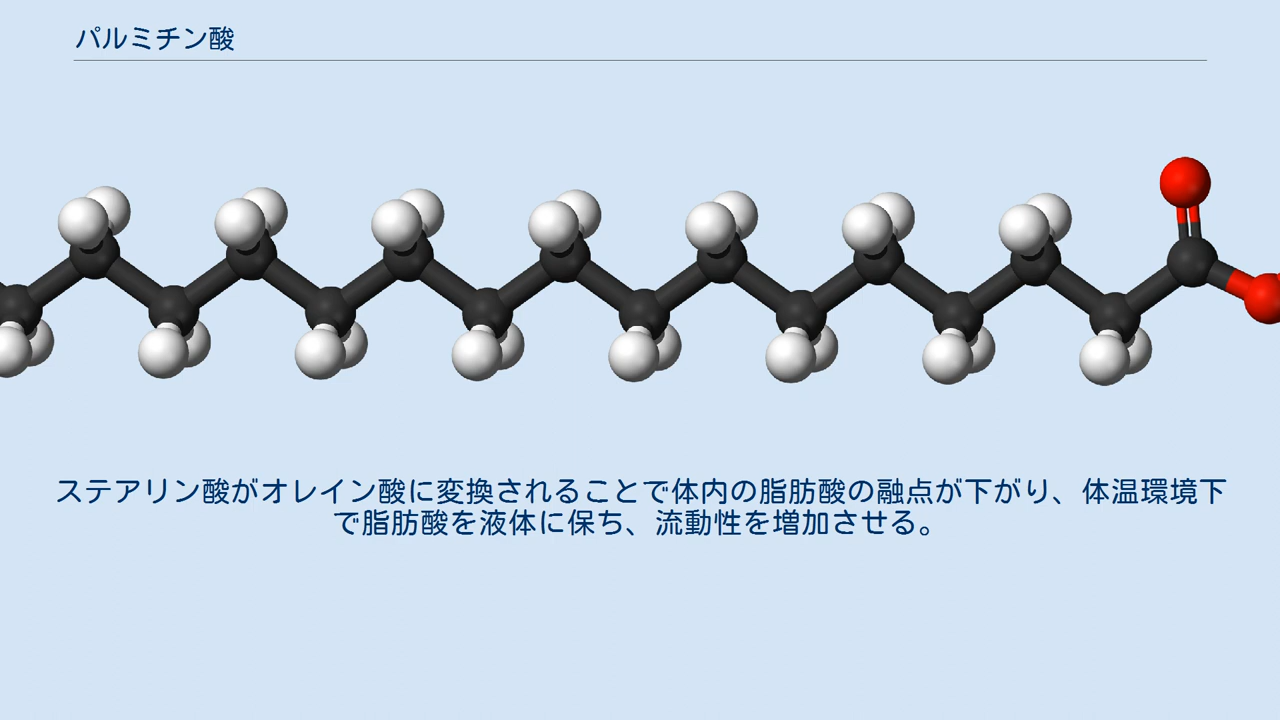 パルミチン酸
ステアリン酸がオレイン酸に変換されることで体内の脂肪酸の融点が下がり、体温環境下
で脂肪酸を液体に保ち、流動性を増加させる。